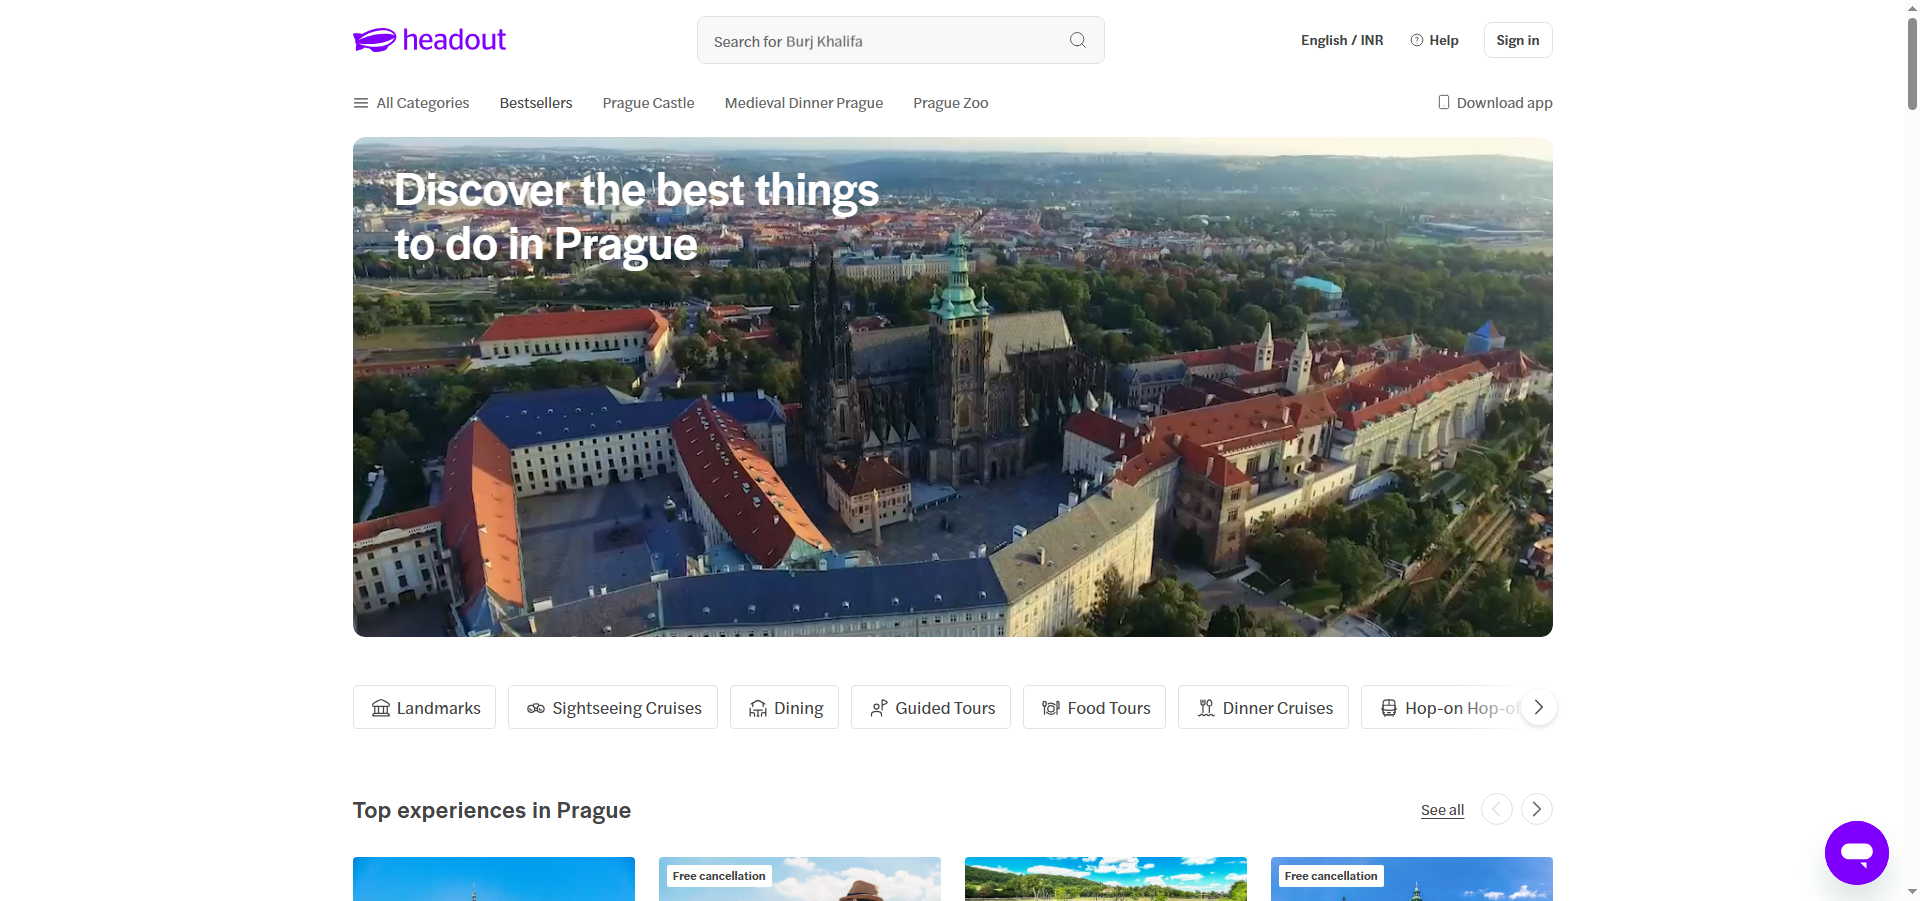 headout
Search for Burj Khalifa
English / INR
Help
Sign in
All Categories
Bestsellers
Prague Castle
Medieval Dinner Prague
Prague Zoo
Download app
Discover the best things
to do in Prague
Landmarks
Sightseeing Cruises
Dining
Guided Tours
Food Tours
Dinner Cruises
Hop-on Hop-of
Top experiences in Prague
See all
Free cancellation
Free cancellation